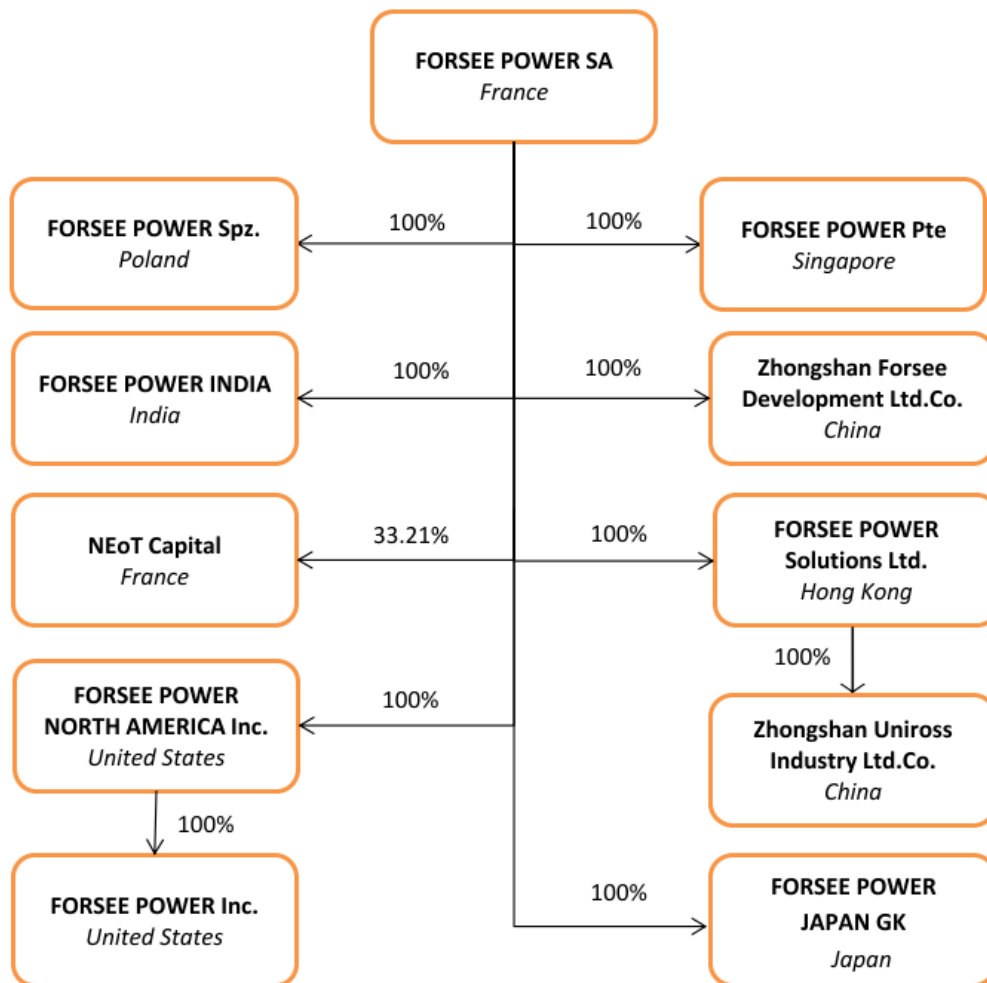 FORSEE POWER SA
France
FORSEE POWER Spz.
Poland
100%
100%
FORSEE POWER Pte
Singapore
FORSEE POWER INDIA
India
100%
100%
Zhongshan Forsee
Development Ltd.Co.
China
NEoT Capital
France
33.21%
100%
FORSEE POWER
Solutions Ltd.
Hong Kong
100%
FORSEE POWER
NORTH AMERICA Inc.
United States
100%
Zhongshan Uniross
Industry Ltd.Co.
China
100%
FORSEE POWER Inc.
United States
100%
FORSEE POWER
JAPAN GK
Japan